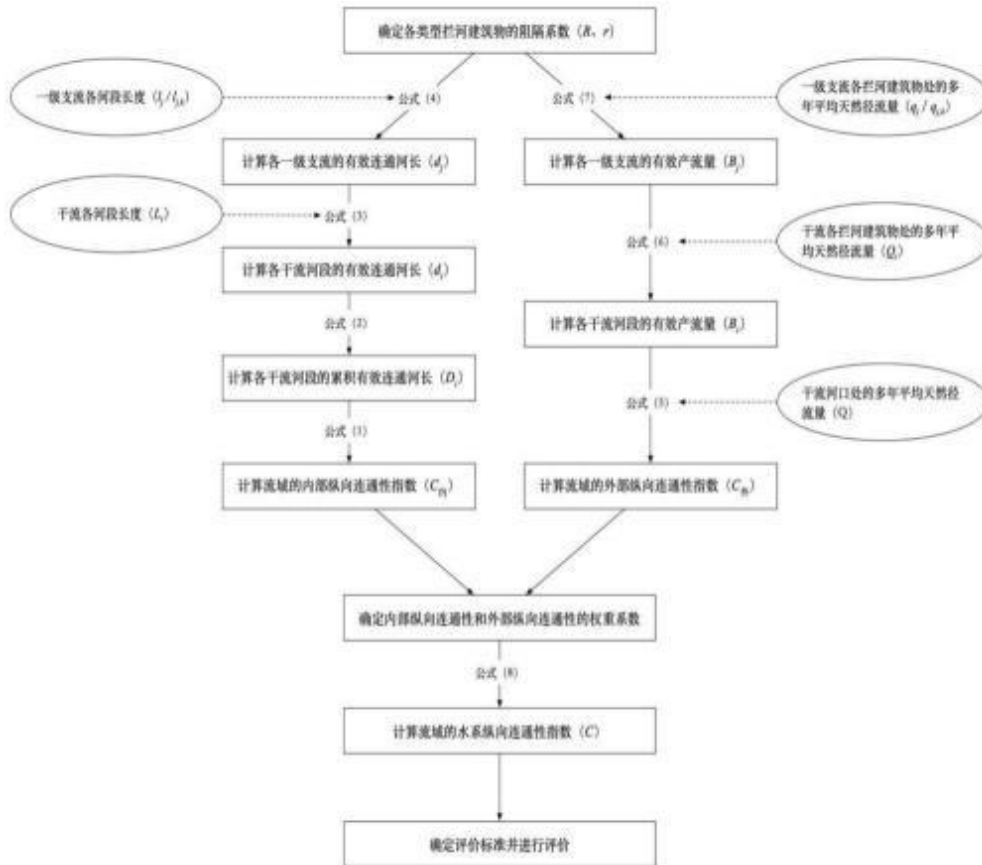 确定各类型拦河建筑物的阻隔系数（R、r）
一级支流各河段长度（lj / lj,k）
公式（4）
公式（7）
一级支流各拦河建筑物处的多
年平均天然径流量（qj / qj,k）
计算各一级支流的有效连通河长（dj）
计算各一级支流的有效产流量（Bj）
干流各河段长度（Li）
公式（3）
公式（6）
干流各拦河建筑物处的多年平
均天然径流量（Qi）
计算各干流河段的有效连通河长（di）
计算各干流河段的有效产流量（Bi）
公式（2）
计算各干流河段的累积有效连通河长（Di）
公式（5）
干流河口处的多年平均天然径
流量（Q）
公式（1）
计算流域的内部纵向连通性指数（C内）
计算流域的外部纵向连通性指数（C外）
确定内部纵向连通性和外部纵向连通性的权重系数
公式（8）
计算流域的水系纵向连通性指数（C）
确定评价标准并进行评价